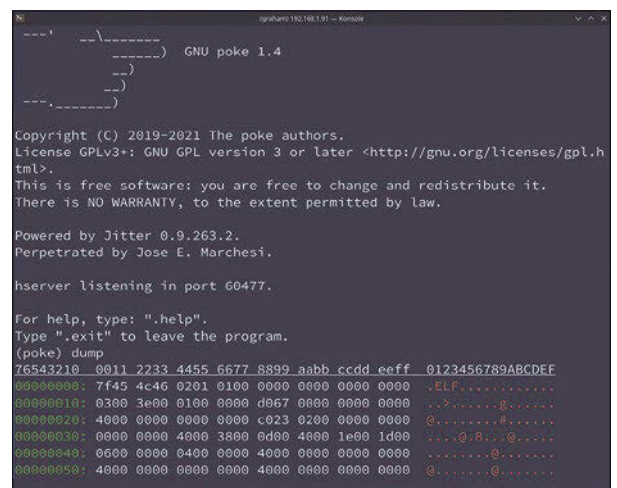 (graham) 192.168.1.91 — Konsole
---'   __\_______
           ______)  GNU poke 1.4
           __)
          __)
---._______)
Copyright (C) 2019-2021 The poke authors.
License GPLv3+: GNU GPL version 3 or later <http://gnu.org/licenses/gpl.h
tml>.
This is free software: you are free to change and redistribute it.
There is NO WARRANTY, to the extent permitted by law.
Powered by Jitter 0.9.263.2.
Perpetrated by Jose E. Marchesi.
hserver listening in port 60477.
For help, type: ".help".
Type ".exit" to leave the program.
(poke) dump
76543210  0011 2233 4455 6677 8899 aabb ccdd eeff  0123456789ABCDEF
00000000: 7f45 4c46 0201 0100 0000 0000 0000 0000  .ELF............
00000010: 0300 3e00 0100 0000 d067 0000 0000 0000  ..>......g......
00000020: 4000 0000 0000 0000 c023 0200 0000 0000  @........#......
00000030: 0000 0000 4000 3800 0d00 4000 1e00 1d00  ....@.8...@.....
00000040: 0600 0000 0400 0000 4000 0000 0000 0000  ........@.......
00000050: 4000 0000 0000 0000 4000 0000 0000 0000  @.......@.......